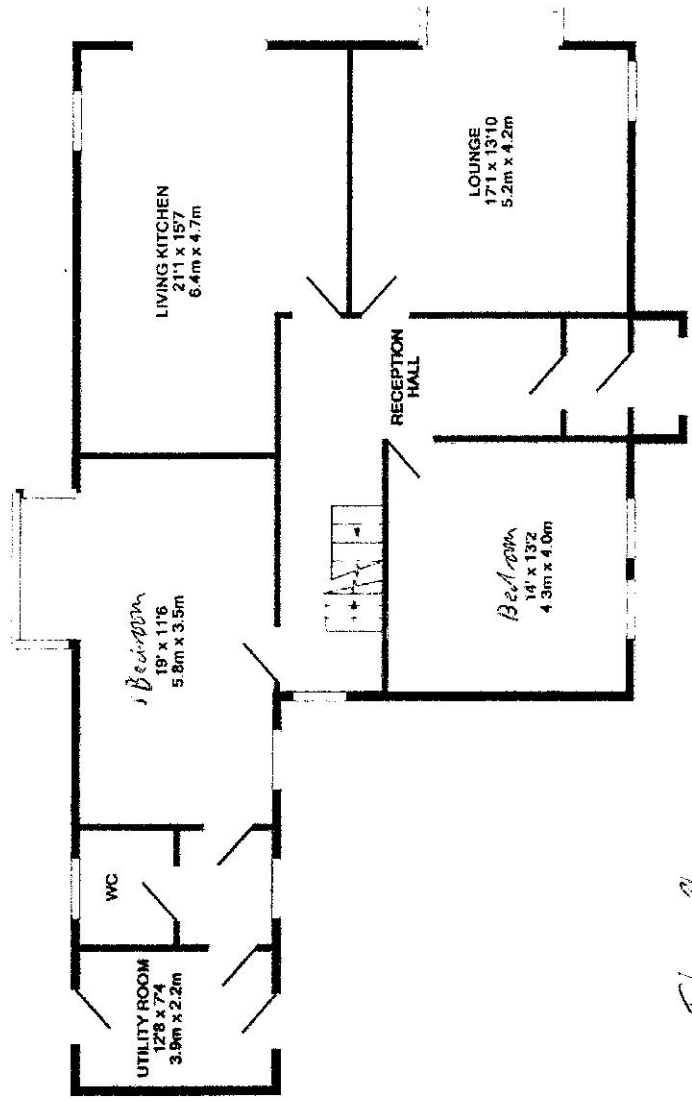 LIVING KITCHEN
21'1 x 15'7
6.4m x 4.7m
LOUNGE
17'1 x 13'10
5.2m x 4.2m
RECEPTION
HALL
Bedroom
19' x 11'6
5.8m x 3.5m
Bedroom
14' x 13'2
4.3m x 4.0m
WC
UTILITY ROOM
12'8 x 7'4
3.9m x 2.2m